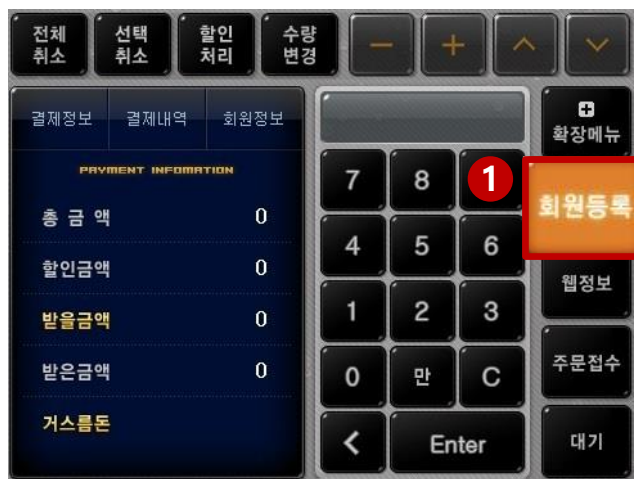 전체
취소
선택
취소
할인
처리
수량
변경
-
+
결제정보
결제내역
회원정보
PAYMENT INFOMATION
총 금 액 0
할인금액 0
받을금액 0
받은금액 0
거스름돈
7 8 1
4 5 6
1 2 3
0 만 C
Enter
확장메뉴
회원등록
웹정보
주문접수
대기